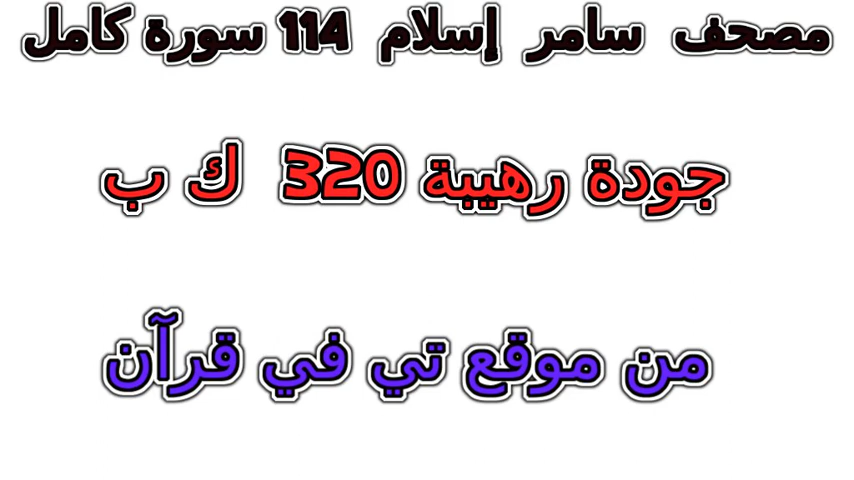 مصحف سامر إسلام 114 سورة كامل
جودة رهيبة 320 ك ب
من موقع تي في قرآن